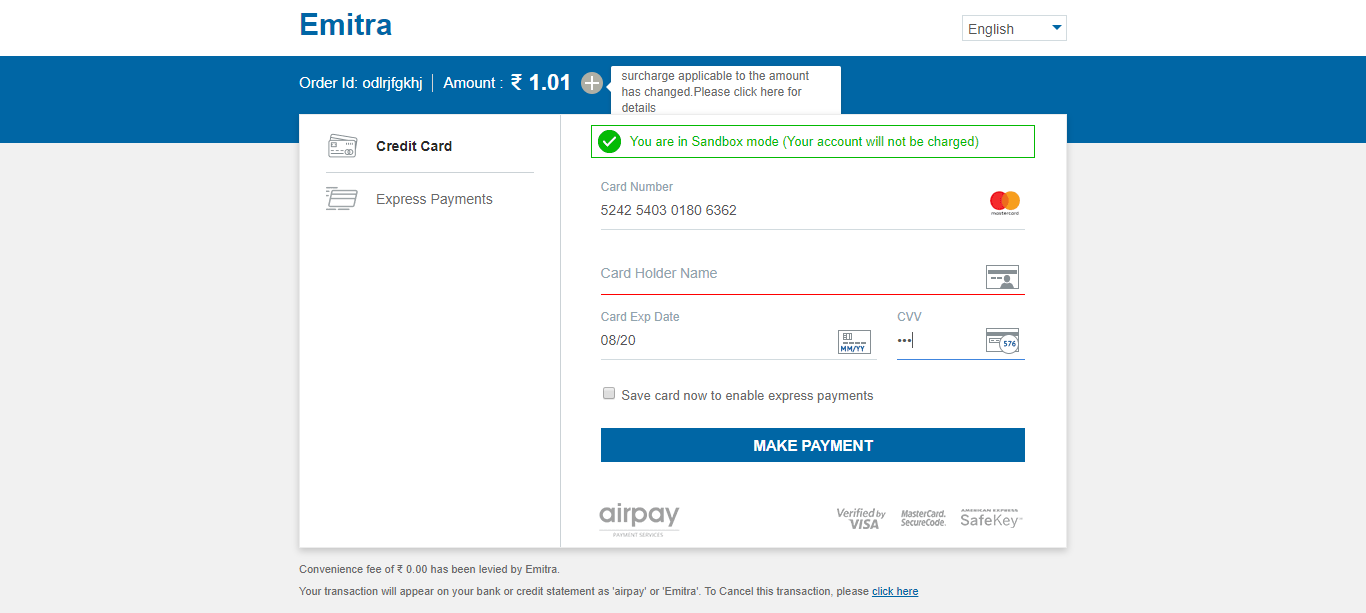 Emitra
English
Order Id: odlrjfgkhj
Amount : ₹ 1.01
surcharge applicable to the amount
has changed.Please click here for
details
Credit Card
Express Payments
You are in Sandbox mode (Your account will not be charged)
Card Number
5242 5403 0180 6362
mastercard
Card Holder Name
Card Exp Date
08/20
MM/YY
CVV
•••
576
Save card now to enable express payments
MAKE PAYMENT
airpay
PAYMENT SERVICES
Verified by
VISA
MasterCard.
SecureCode.
AMERICAN EXPRESS
SafeKey
Convenience fee of ₹ 0.00 has been levied by Emitra.
Your transaction will appear on your bank or credit statement as 'airpay' or 'Emitra'. To Cancel this transaction, please click here